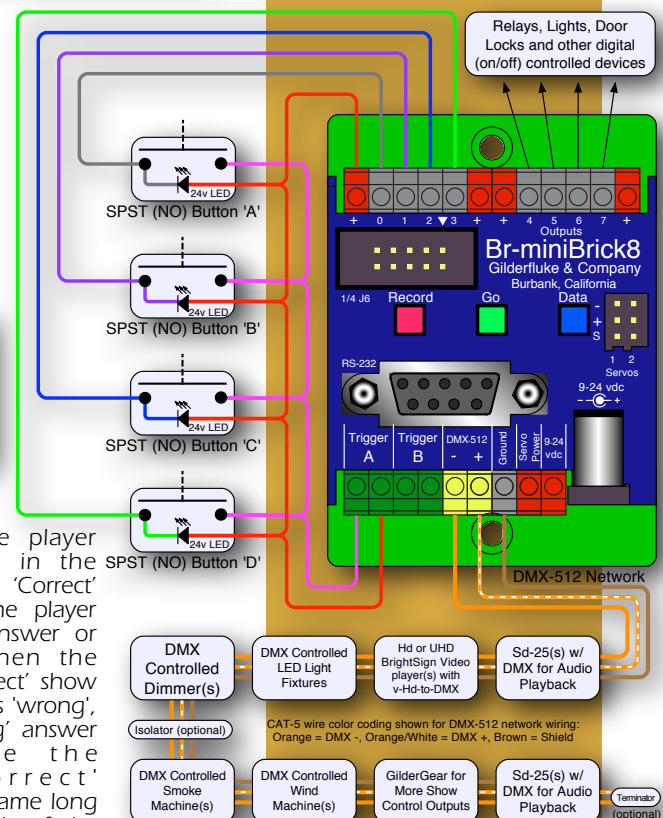 Relays, Lights, Door
Locks and other digital
(on/off) controlled devices
24v LED
SPST (NO) Button 'A'
24v LED
SPST (NO) Button 'B'
24v LED
SPST (NO) Button 'C'
24v LED
SPST (NO) Button 'D'
+ 0 1 2 ▼ 3 + + 4 5 6 7 +
Outputs
Br-miniBrick8
Gilderfluke & Company
Burbank, California
1/4 J6
Record
Go
Data
-
+
S
1 2
Servos
RS-232
9-24 vdc
- +
Trigger
A
Trigger
B
DMX-512
- +
Ground
Servo
Power
9-24
vdc
DMX-512 Network
player
in the
'Correct'
player
answer or
the
show
'wrong',
answer
the
long
DMX
Controlled
Dimmer(s)
DMX Controlled
LED Light
Fixtures
Hd or UHD
BrightSign Video
player(s) with
v-Hd-to-DMX
Sd-25(s) w/
DMX for Audio
Playback
Isolator (optional)
CAT-5 wire color coding shown for DMX-512 network wiring:
Orange = DMX -, Orange/White = DMX +, Brown = Shield
DMX Controlled
Smoke
Machine(s)
DMX Controlled
Wind
Machine(s)
GilderGear for
More Show
Control Outputs
Sd-25(s) w/
DMX for Audio
Playback
Terminator
(optional)